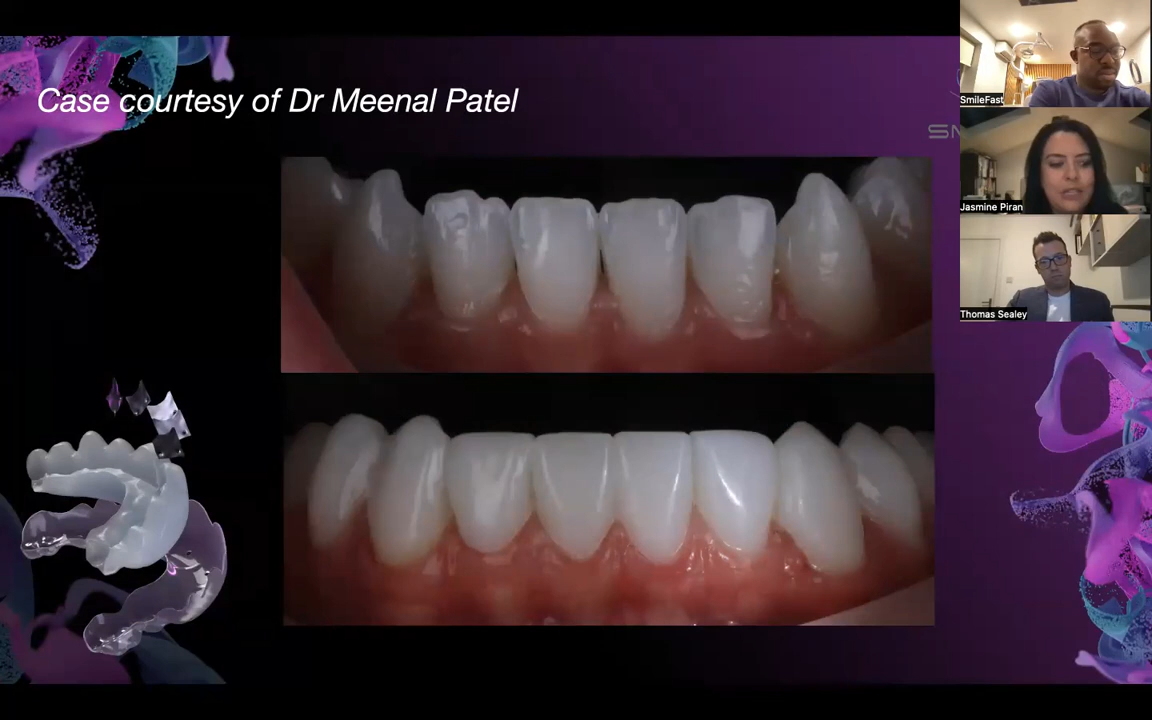 Case courtesy of Dr Meenal Patel
SmileFast
Jasmine Piran
Thomas Sealey